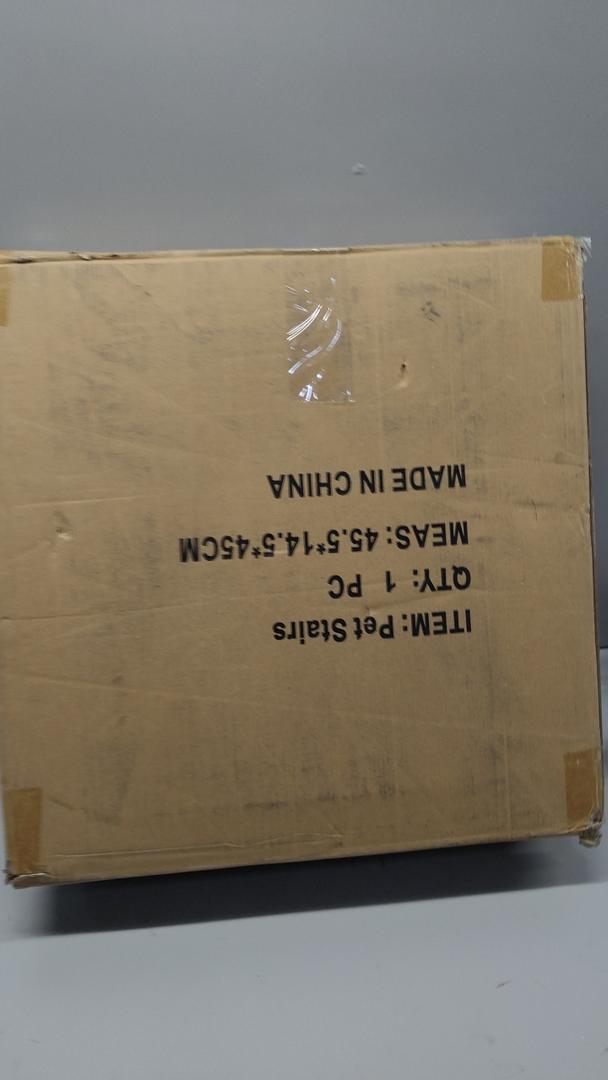 ITEM: Pet Stairs
QTY: 1 PC
MEAS: 45.5*14.5*45CM
MADE IN CHINA